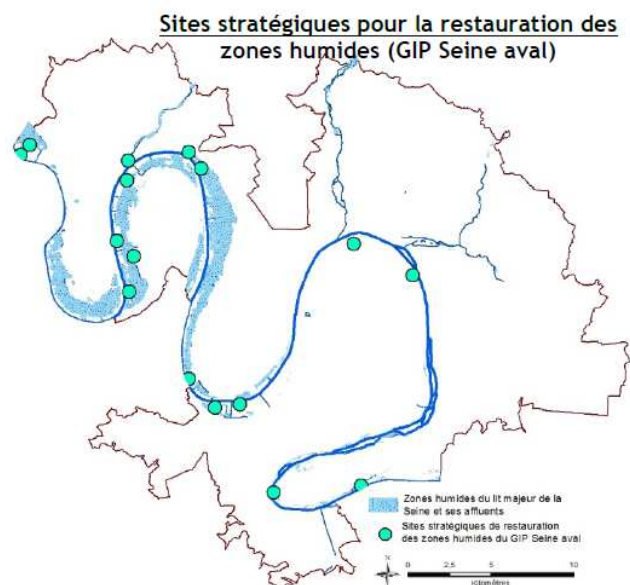 Sites stratégiques pour la restauration des
zones humides (GIP Seine aval)
Zones humides du lit majeur de la
Seine et ses affluents
Sites stratégiques de restauration
des zones humides du GIP Seine aval
N
0 2,5 5 10
Kilomètres